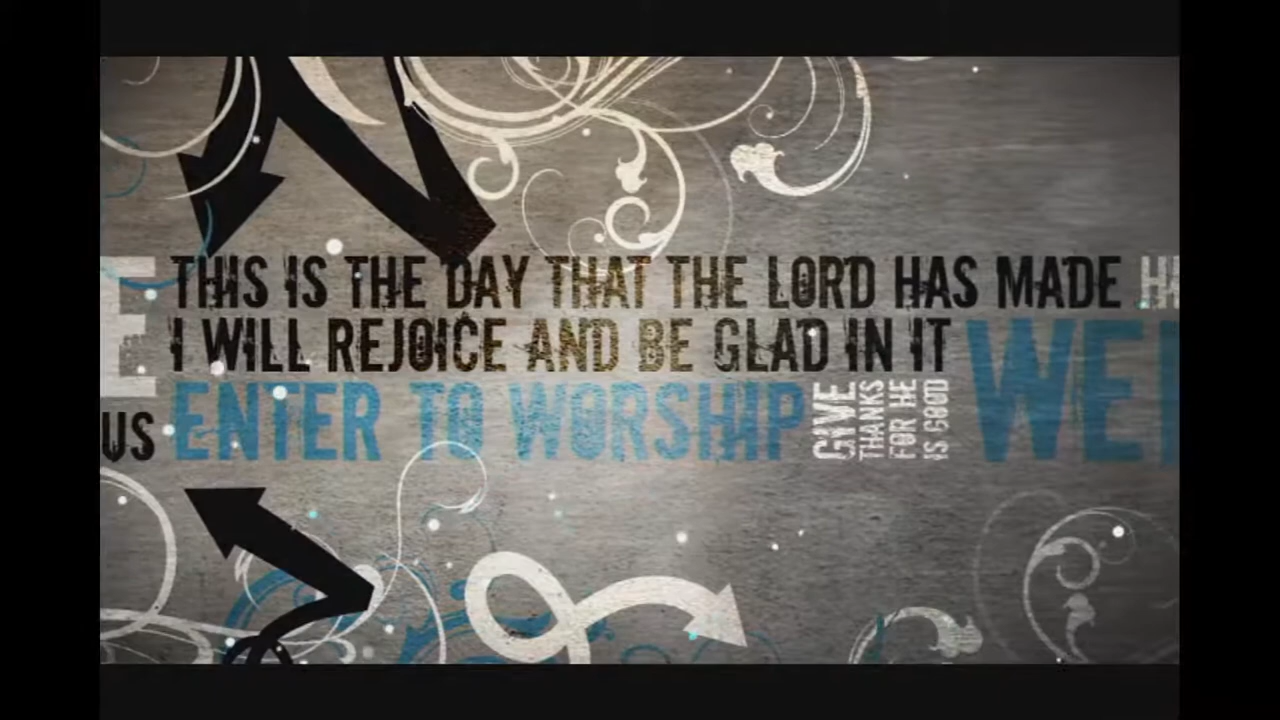 THIS IS THE DAY THAT THE LORD HAS MADE
I WILL REJOICE AND BE GLAD IN IT
US ENTER TO WORSHIP
GIVE
THANKS
FOR HE
IS GOOD